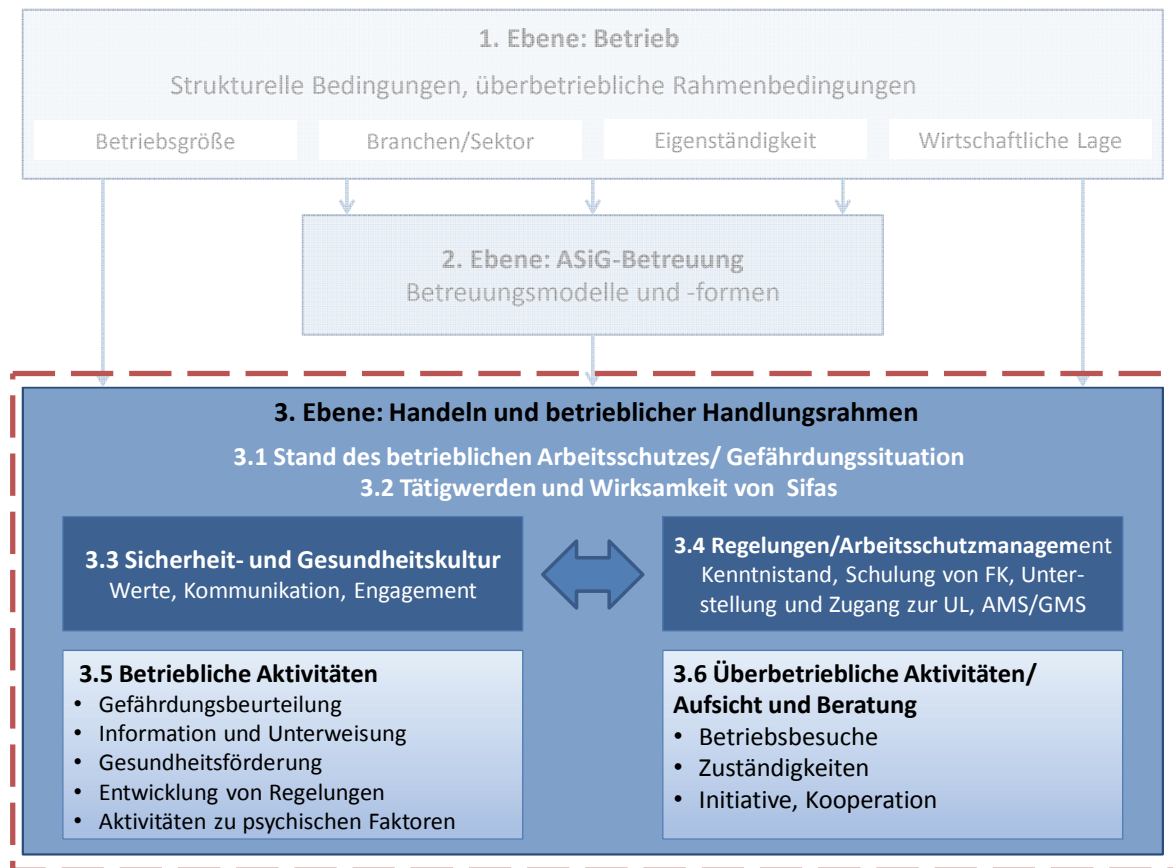 1. Ebene: Betrieb
Strukturelle Bedingungen, überbetriebliche Rahmenbedingungen
Betriebsgröße
Branchen/Sektor
Eigenständigkeit
Wirtschaftliche Lage
2. Ebene: ASiG-Betreuung
Betreuungsmodelle und -formen
3. Ebene: Handeln und betrieblicher Handlungsrahmen
3.1 Stand des betrieblichen Arbeitsschutzes/ Gefährdungssituation
3.2 Tätigwerden und Wirksamkeit von Sifas
3.3 Sicherheit- und Gesundheitskultur
Werte, Kommunikation, Engagement
3.4 Regelungen/Arbeitsschutzmanagement
Kenntnistand, Schulung von FK, Unter-
stellung und Zugang zur UL, AMS/GMS
3.5 Betriebliche Aktivitäten
• Gefährdungsbeurteilung
• Information und Unterweisung
• Gesundheitsförderung
• Entwicklung von Regelungen
• Aktivitäten zu psychischen Faktoren
3.6 Überbetriebliche Aktivitäten/
Aufsicht und Beratung
• Betriebsbesuche
• Zuständigkeiten
• Initiative, Kooperation